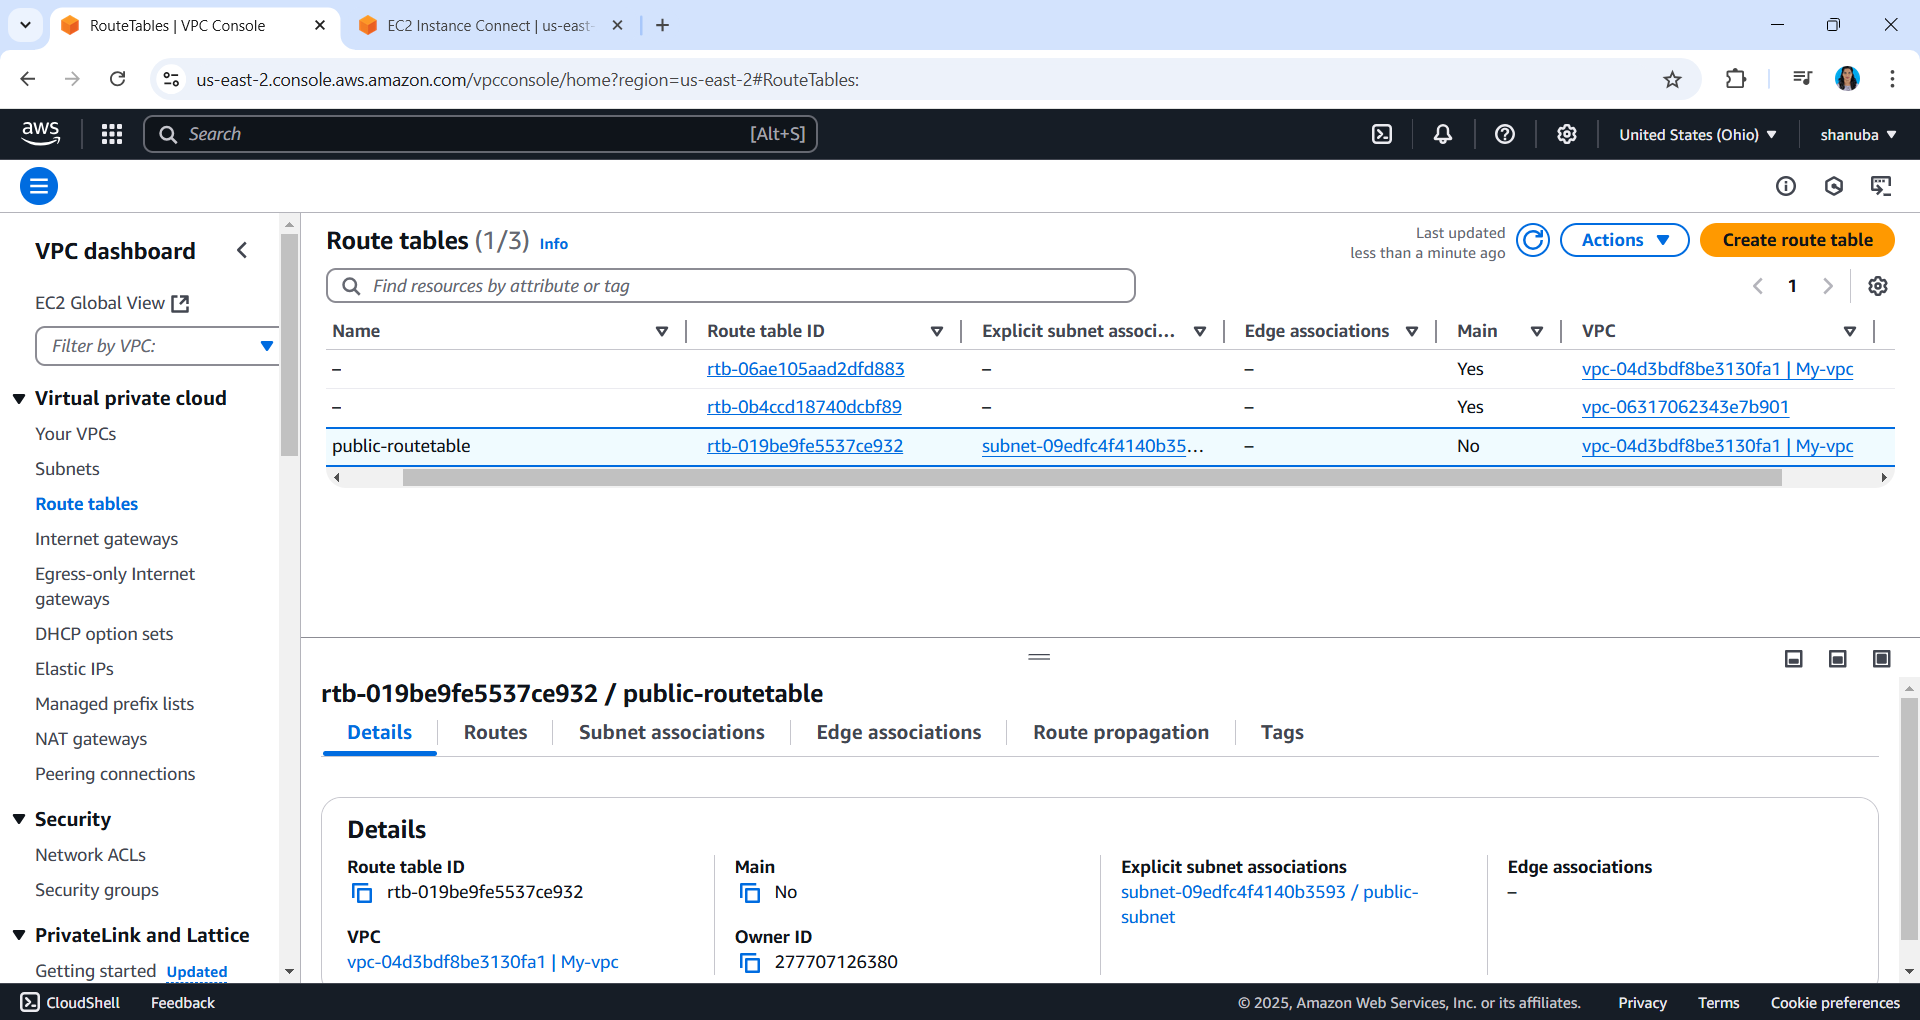 RouteTables | VPC Console
EC2 Instance Connect | us-east-
us-east-2.console.aws.amazon.com/vpcconsole/home?region=us-east-2#RouteTables:
aws
Search
[Alt+S]
United States (Ohio)
shanuba
VPC dashboard
EC2 Global View
Filter by VPC:
Virtual private cloud
Your VPCs
Subnets
Route tables
Internet gateways
Egress-only Internet
gateways
DHCP option sets
Elastic IPs
Managed prefix lists
NAT gateways
Peering connections
Security
Network ACLs
Security groups
PrivateLink and Lattice
Getting started Updated
Route tables (1/3) Info
Last updated
less than a minute ago
Actions
Create route table
Find resources by attribute or tag
1
Name Route table ID Explicit subnet associ... Edge associations Main VPC
– rtb-06ae105aad2dfd883 – – Yes vpc-04d3bdf8be3130fa1 | My-vpc
– rtb-0b4ccd18740dcbf89 – – Yes vpc-06317062343e7b901
public-routetable rtb-019be9fe5537ce932 subnet-09edfc4f4140b35... – No vpc-04d3bdf8be3130fa1 | My-vpc
rtb-019be9fe5537ce932 / public-routetable
Details Routes Subnet associations Edge associations Route propagation Tags
Details
Route table ID
rtb-019be9fe5537ce932
VPC
vpc-04d3bdf8be3130fa1 | My-vpc
Main
No
Owner ID
277707126380
Explicit subnet associations
subnet-09edfc4f4140b3593 / public-
subnet
Edge associations
–
CloudShell Feedback © 2025, Amazon Web Services, Inc. or its affiliates. Privacy Terms Cookie preferences